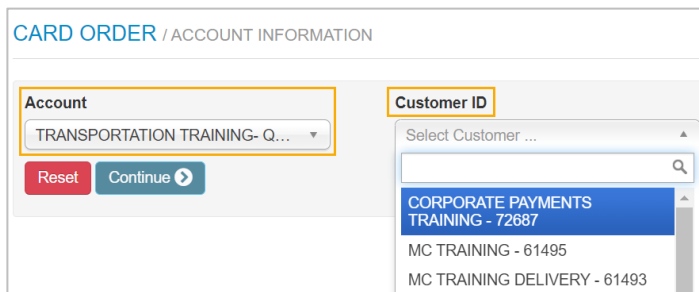 CARD ORDER / ACCOUNT INFORMATION
Account
Customer ID
TRANSPORTATION TRAINING- Q...
Select Customer ...
Reset
Continue
CORPORATE PAYMENTS
TRAINING - 72687
MC TRAINING - 61495
MC TRAINING DELIVERY - 61493